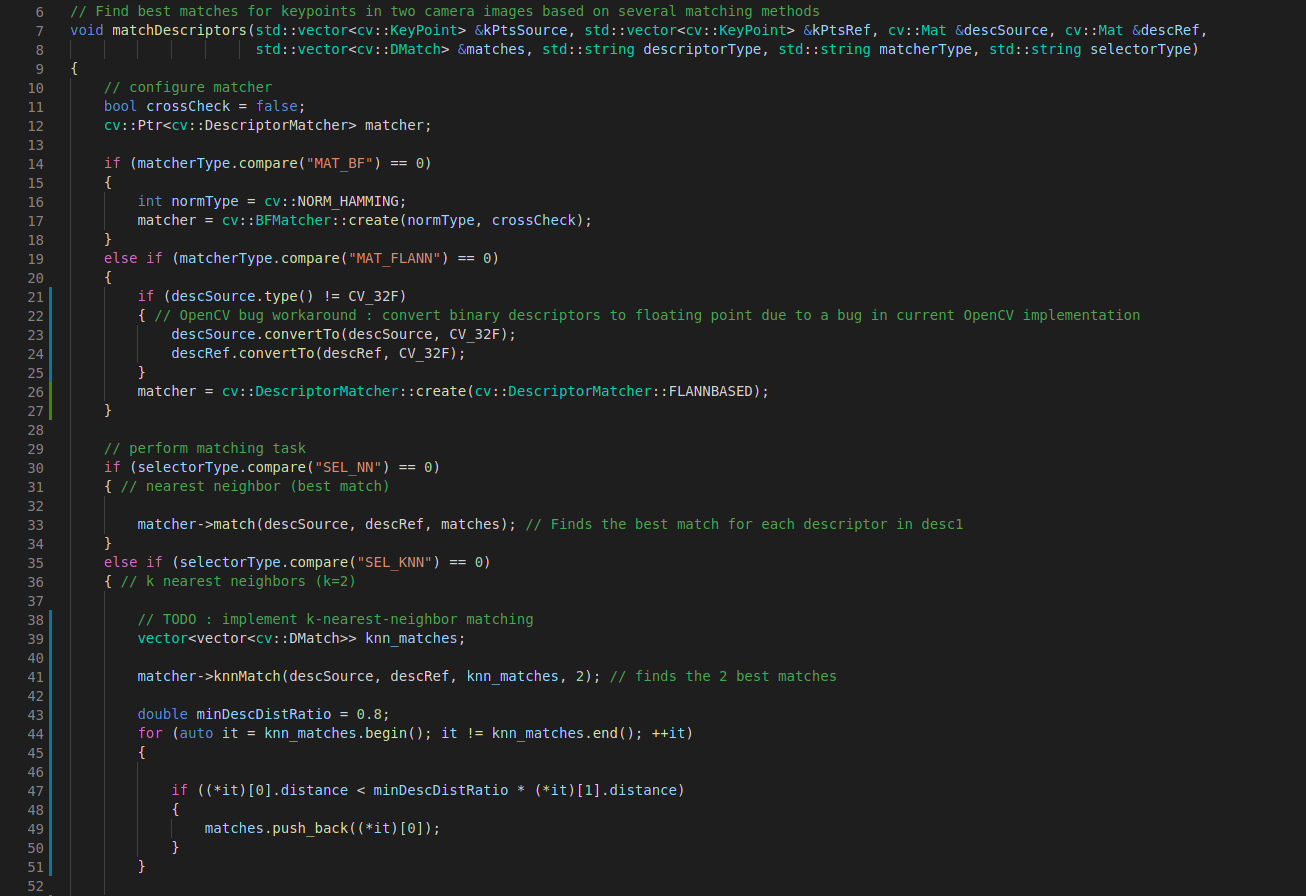 6 // Find best matches for keypoints in two camera images based on several matching methods
7 void matchDescriptors(std::vector<cv::KeyPoint> &kPtsSource, std::vector<cv::KeyPoint> &kPtsRef, cv::Mat &descSource, cv::Mat &descRef,
8                       std::vector<cv::DMatch> &matches, std::string descriptorType, std::string matcherType, std::string selectorType)
9 {
10     // configure matcher
11     bool crossCheck = false;
12     cv::Ptr<cv::DescriptorMatcher> matcher;
13
14     if (matcherType.compare("MAT_BF") == 0)
15     {
16         int normType = cv::NORM_HAMMING;
17         matcher = cv::BFMatcher::create(normType, crossCheck);
18     }
19     else if (matcherType.compare("MAT_FLANN") == 0)
20     {
21         if (descSource.type() != CV_32F)
22         { // OpenCV bug workaround : convert binary descriptors to floating point due to a bug in current OpenCV implementation
23             descSource.convertTo(descSource, CV_32F);
24             descRef.convertTo(descRef, CV_32F);
25         }
26         matcher = cv::DescriptorMatcher::create(cv::DescriptorMatcher::FLANNBASED);
27     }
28
29     // perform matching task
30     if (selectorType.compare("SEL_NN") == 0)
31     { // nearest neighbor (best match)
32
33         matcher->match(descSource, descRef, matches); // Finds the best match for each descriptor in desc1
34     }
35     else if (selectorType.compare("SEL_KNN") == 0)
36     { // k nearest neighbors (k=2)
37
38         // TODO : implement k-nearest-neighbor matching
39         vector<vector<cv::DMatch>> knn_matches;
40
41         matcher->knnMatch(descSource, descRef, knn_matches, 2); // finds the 2 best matches
42
43         double minDescDistRatio = 0.8;
44         for (auto it = knn_matches.begin(); it != knn_matches.end(); ++it)
45         {
46
47             if ((*it)[0].distance < minDescDistRatio * (*it)[1].distance)
48             {
49                 matches.push_back((*it)[0]);
50             }
51         }
52